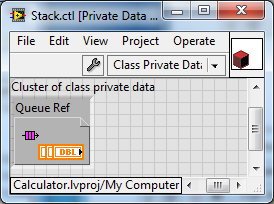 Stack.ctl [Private Data ...
File Edit View Project Operate
Class Private Data
Cluster of class private data
Queue Ref
DBL
Calculator.lvproj/My Computer